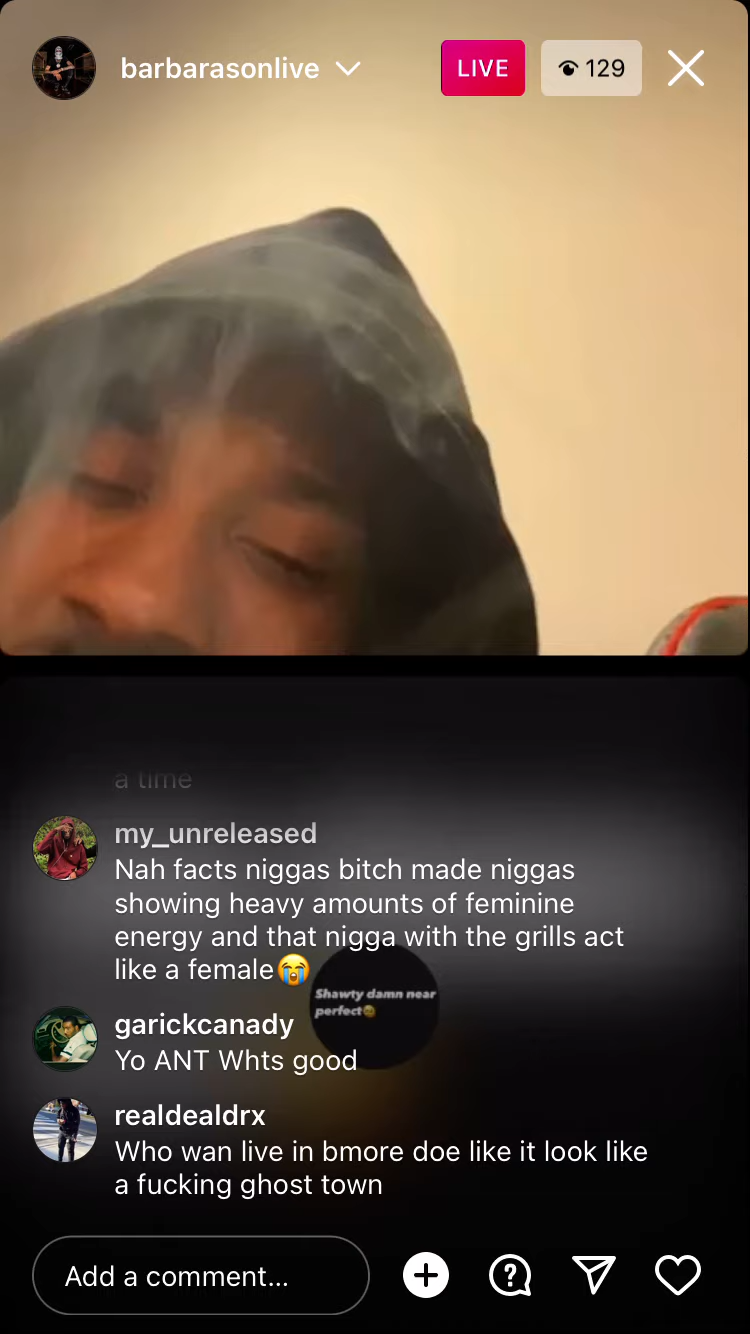 barbarasonlive
LIVE
129
a time
my_unreleased
Nah facts niggas bitch made niggas
showing heavy amounts of feminine
energy and that nigga with the grills act
like a female😭
Shawty damn near
perfect🥹
garickcanady
Yo ANT Whts good
realdealdrx
Who wan live in bmore doe like it look like
a fucking ghost town
Add a comment...